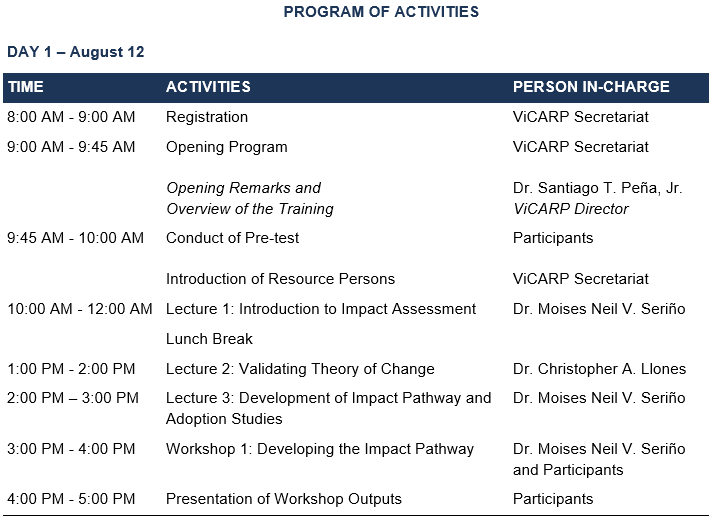 PROGRAM OF ACTIVITIES
DAY 1 – August 12
TIME ACTIVITIES PERSON IN-CHARGE
8:00 AM - 9:00 AM Registration ViCARP Secretariat
9:00 AM - 9:45 AM Opening Program ViCARP Secretariat
Opening Remarks and Dr. Santiago T. Peña, Jr.
Overview of the Training ViCARP Director
9:45 AM - 10:00 AM Conduct of Pre-test Participants
Introduction of Resource Persons ViCARP Secretariat
10:00 AM - 12:00 AM Lecture 1: Introduction to Impact Assessment Dr. Moises Neil V. Seriño
Lunch Break
1:00 PM - 2:00 PM Lecture 2: Validating Theory of Change Dr. Christopher A. Llones
2:00 PM – 3:00 PM Lecture 3: Development of Impact Pathway and Dr. Moises Neil V. Seriño
Adoption Studies
3:00 PM - 4:00 PM Workshop 1: Developing the Impact Pathway Dr. Moises Neil V. Seriño
and Participants
4:00 PM - 5:00 PM Presentation of Workshop Outputs Participants